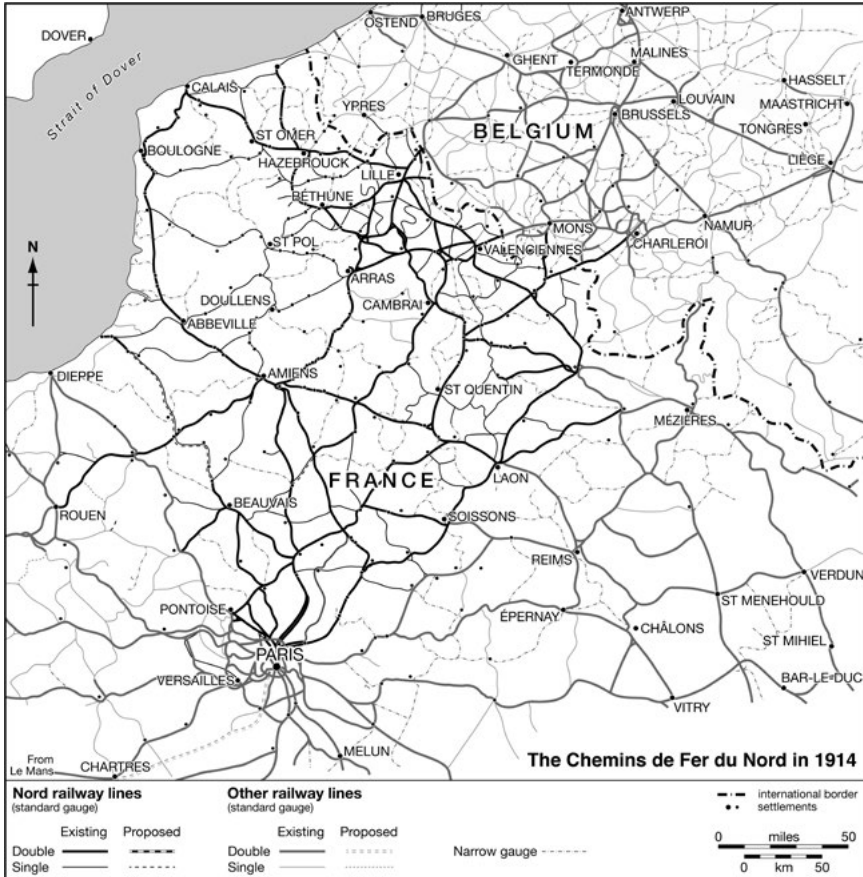 DOVER
Strait of Dover
OSTEND
BRUGES
ANTWERP
GHENT
TERMONDE
MALINES
HASSELT
CALAIS
YPRES
LOUVAIN
MAASTRICHT
BRUSSELS
BELGIUM
TONGRES
ST OMER
BOULOGNE
HAZEBROUCK
LILLE
LIÈGE
BÉTHUNE
MONS
NAMUR
N
ST POL
VALENCIENNES
CHARLEROI
ARRAS
DOULLENS
CAMBRAI
ABBEVILLE
DIEPPE
AMIENS
ST QUENTIN
MÉZIÈRES
LAON
FRANCE
BEAUVAIS
ROUEN
SOISSONS
REIMS
VERDUN
PONTOISE
ÉPERNAY
ST MENEHOULD
CHÂLONS
ST MIHIEL
PARIS
VERSAILLES
BAR-LE-DUC
VITRY
MELUN
From
Le Mans
CHARTRES
The Chemins de Fer du Nord in 1914
Nord railway lines
(standard gauge)
Existing Proposed
Double
Single
Other railway lines
(standard gauge)
Existing Proposed
Double
Single
Narrow gauge
international border
settlements
0 miles 50
0 km 50